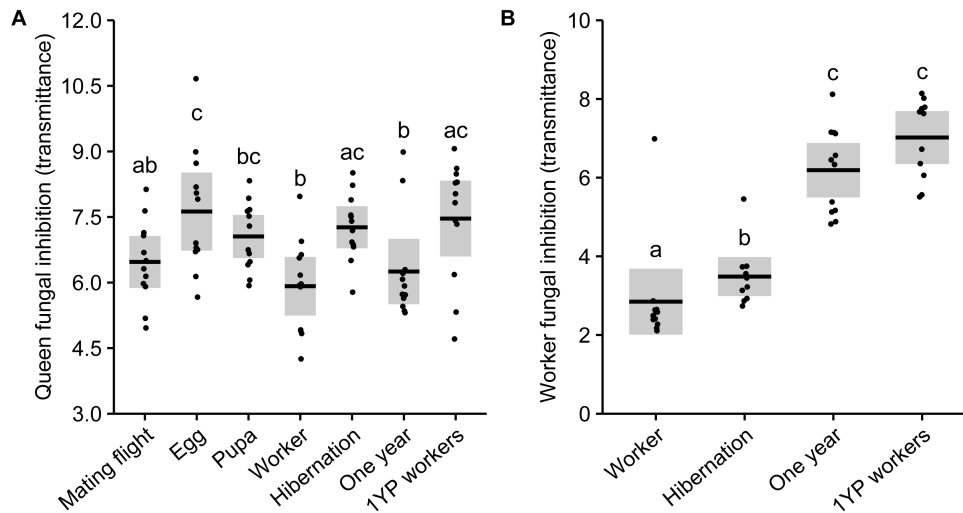 A
Queen fungal inhibition (transmittance)
12.0
10.5
9.0
7.5
6.0
4.5
3.0
ab
c
bc
b
ac
b
ac
Mating flight
Egg
Pupa
Worker
Hibernation
One year
1YP workers
B
Worker fungal inhibition (transmittance)
10
8
6
4
2
0
a
b
c
c
Worker
Hibernation
One year
1YP workers